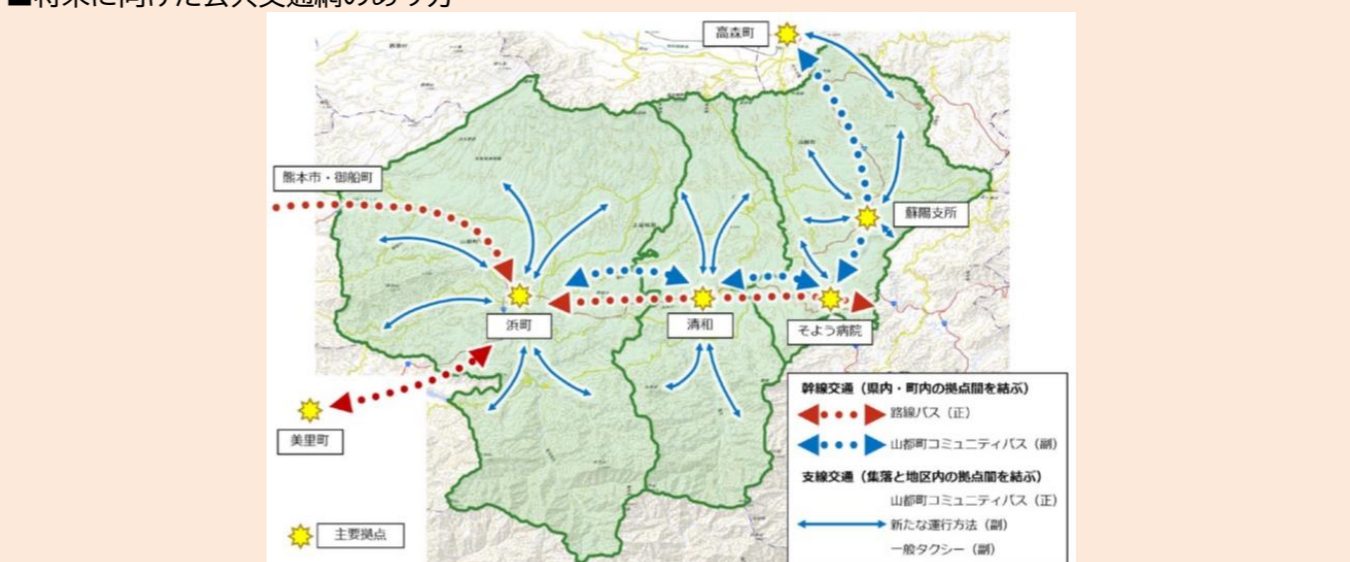 ■将来に向けた公共交通網のあり方
高森町
熊本市・御船町
蘇陽支所
浜町
清和
そよう病院
美里町
主要拠点
幹線交通（県内・町内の拠点間を結ぶ）
路線バス（正）
山都町コミュニティバス（副）
支線交通（集落と地区内の拠点間を結ぶ）
山都町コミュニティバス（正）
新たな運行方法（副）
一般タクシー（副）